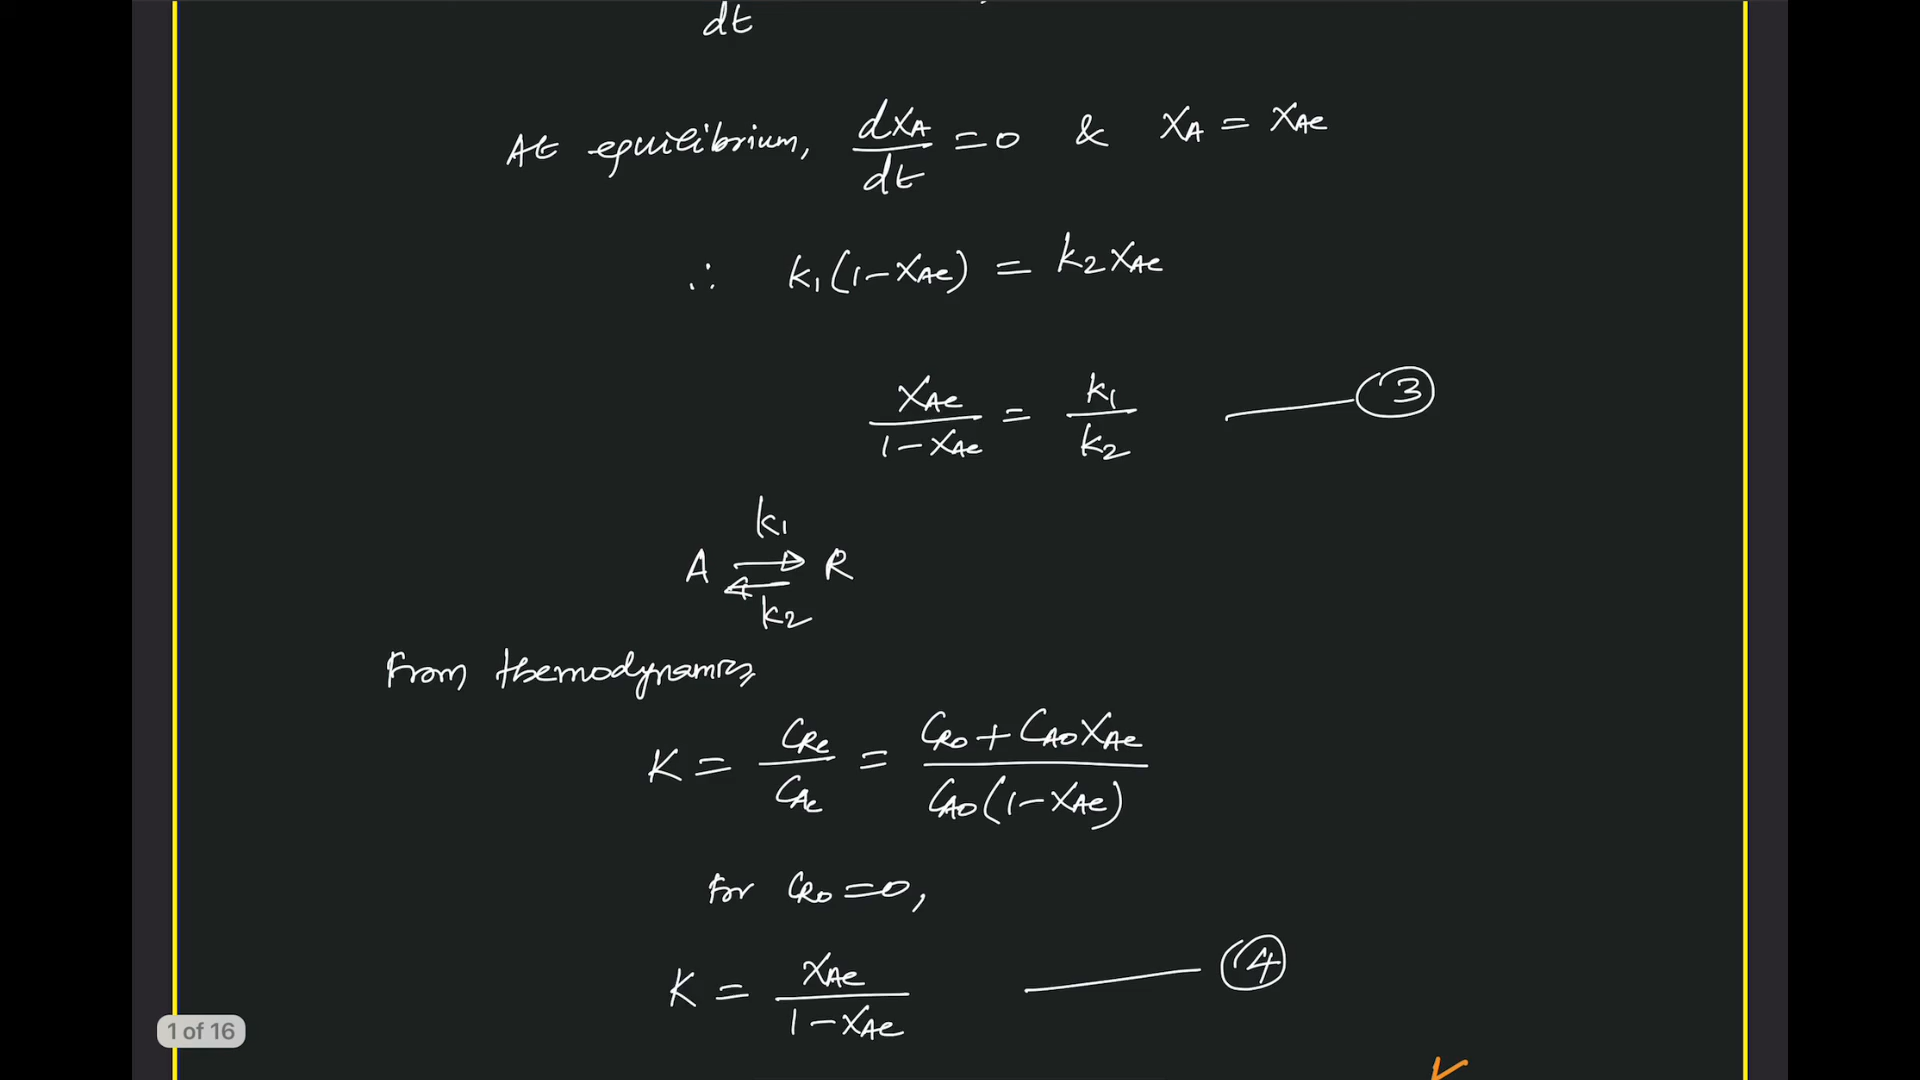 dt
At equilibrium, dXA/dt = 0 & XA = XAe
∴ k1(1-XAe) = k2XAe
XAe/(1-XAe) = k1/k2 ——— (3)
k1
A ⇌ R
k2
From themodynamics,
K = CRe/CAe = (CR0 + CA0XAe)/(CA0(1-XAe))
For CR0 = 0,
K = XAe/(1-XAe) ——— (4)
1 of 16